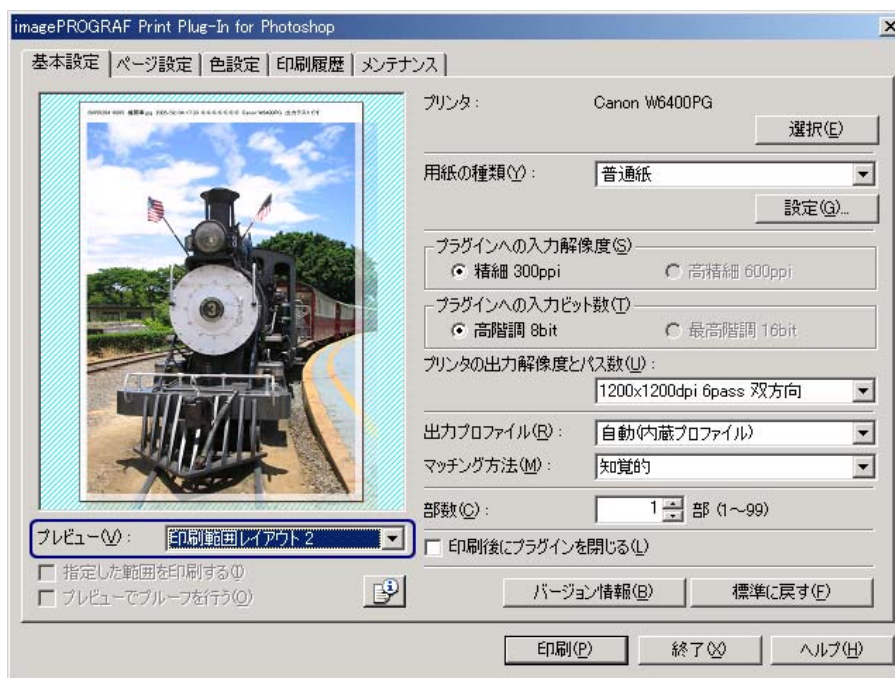 imagePROGRAF Print Plug-In for Photoshop
基本設定 ページ設定 色設定 印刷履歴 メンテナンス
プリンタ： Canon W6400PG
選択(E)
用紙の種類(Y)： 普通紙
設定(G)...
プラグインへの入力解像度(S)
精細 300ppi 高精細 600ppi
プラグインへの入力ビット数(T)
高階調 8bit 最高階調 16bit
プリンタの出力解像度とパス数(U)：
1200x1200dpi 6pass 双方向
出力プロファイル(R)： 自動(内蔵プロファイル)
マッチング方法(M)： 知覚的
部数(C)： 1 部 (1～99)
印刷後にプラグインを閉じる(L)
3
プレビュー(V)： 印刷範囲レイアウト 2
指定した範囲を印刷する(I)
プレビューでプルーフを行う(O)
バージョン情報(B) 標準に戻す(F)
印刷(P) 終了(X) ヘルプ(H)